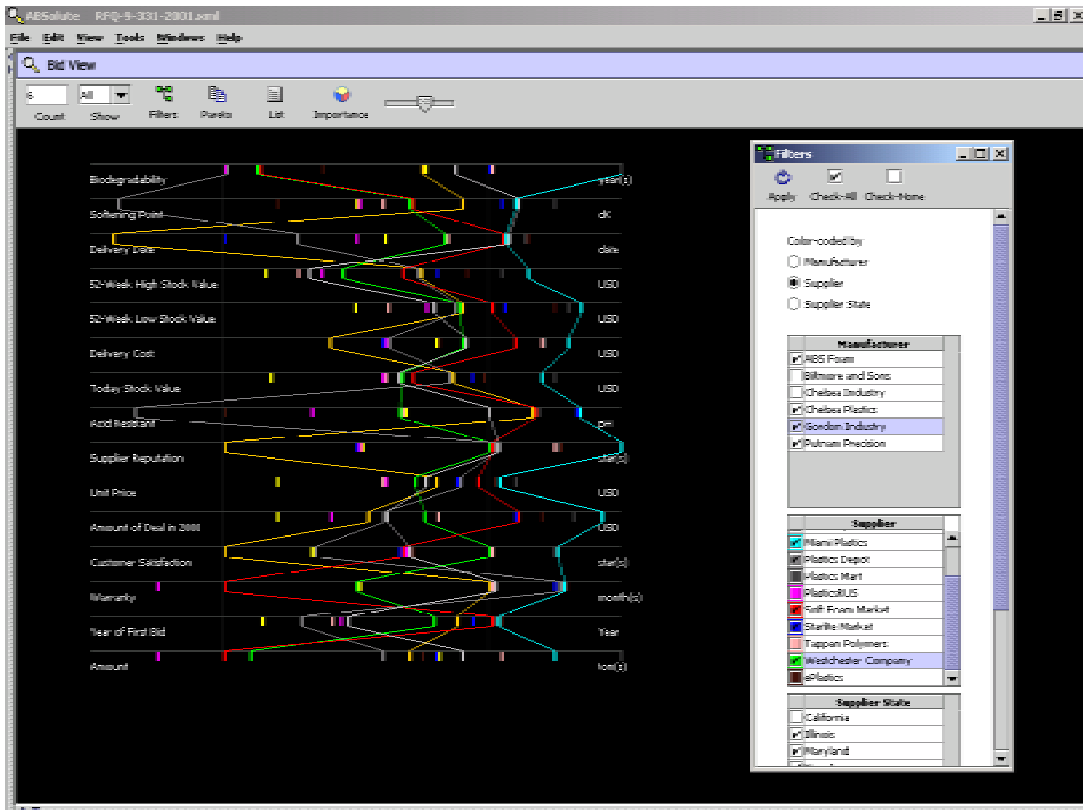 ABSolute RFQ-9-331-2001.xml
File Edit View Tools Windows Help
Bid View
6 All
Count Show Filters Pareto List Importance
Biodegradability year(s)
Softening Point dK
Delivery Date date
52-Week High Stock Value USD
52-Week Low Stock Value USD
Delivery Cost USD
Today Stock Value USD
Acid Resistant pH
Supplier Reputation star(s)
Unit Price USD
Amount of Deal in 2000 USD
Customer Satisfaction star(s)
Warranty month(s)
Year of First Bid Year
Amount ton(s)
Filters
Apply Check-All Check-None
Color-coded by
Manufacturer
Supplier
Supplier State
Manufacturer
ABS Foam
Biltmore and Sons
Chelsea Industry
Chelsea Plastics
Gordon Industry
Putnam Precision
Supplier
Miami Plastics
Plastics Depot
Plastics Mart
PlasticsRUS
Soft Foam Market
Starlite Market
Tappan Polymers
Westchester Company
ePlastics
Supplier State
California
Illinois
Maryland